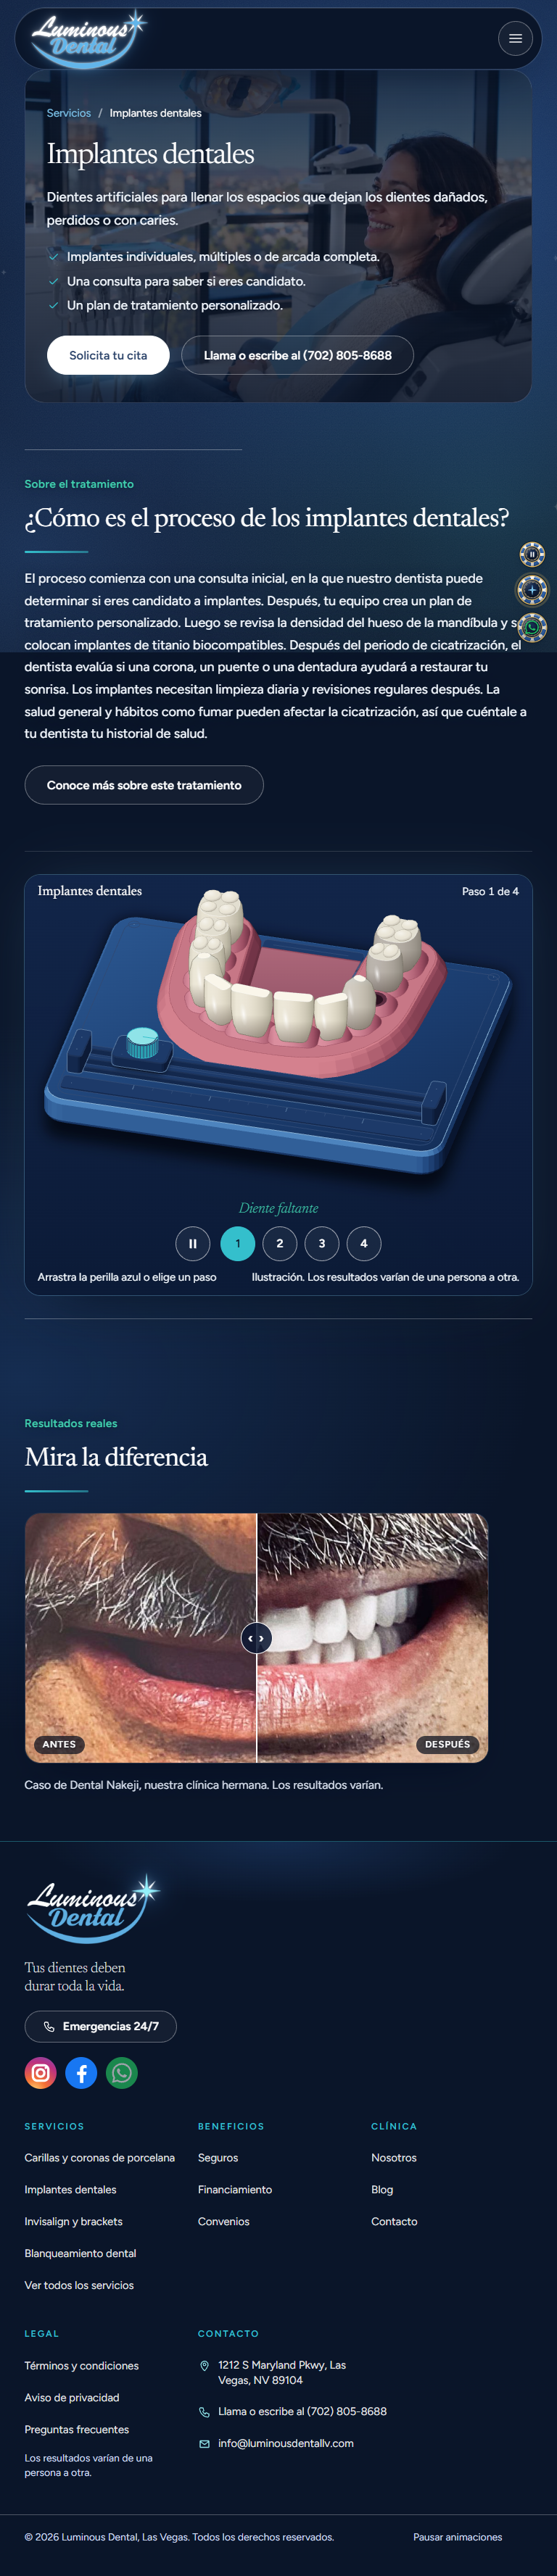 Luminous
Dental
Servicios / Implantes dentales
Implantes dentales
Dientes artificiales para llenar los espacios que dejan los dientes dañados,
perdidos o con caries.
Implantes individuales, múltiples o de arcada completa.
Una consulta para saber si eres candidato.
Un plan de tratamiento personalizado.
Solicita tu cita
Llama o escribe al (702) 805-8688
Sobre el tratamiento
¿Cómo es el proceso de los implantes dentales?
El proceso comienza con una consulta inicial, en la que nuestro dentista puede
determinar si eres candidato a implantes. Después, tu equipo crea un plan de
tratamiento personalizado. Luego se revisa la densidad del hueso de la mandíbula y se
colocan implantes de titanio biocompatibles. Después del periodo de cicatrización, el
dentista evalúa si una corona, un puente o una dentadura ayudará a restaurar tu
sonrisa. Los implantes necesitan limpieza diaria y revisiones regulares después. La
salud general y hábitos como fumar pueden afectar la cicatrización, así que cuéntale a
tu dentista tu historial de salud.
Conoce más sobre este tratamiento
Implantes dentales
Paso 1 de 4
Diente faltante
1 2 3 4
Arrastra la perilla azul o elige un paso
Ilustración. Los resultados varían de una persona a otra.
Resultados reales
Mira la diferencia
ANTES
DESPUÉS
Caso de Dental Nakeji, nuestra clínica hermana. Los resultados varían.
Luminous
Dental
Tus dientes deben
durar toda la vida.
Emergencias 24/7
SERVICIOS
Carillas y coronas de porcelana
Implantes dentales
Invisalign y brackets
Blanqueamiento dental
Ver todos los servicios
BENEFICIOS
Seguros
Financiamiento
Convenios
CLÍNICA
Nosotros
Blog
Contacto
LEGAL
Términos y condiciones
Aviso de privacidad
Preguntas frecuentes
Los resultados varían de una
persona a otra.
CONTACTO
1212 S Maryland Pkwy, Las
Vegas, NV 89104
Llama o escribe al (702) 805-8688
info@luminousdentallv.com
© 2026 Luminous Dental, Las Vegas. Todos los derechos reservados.
Pausar animaciones